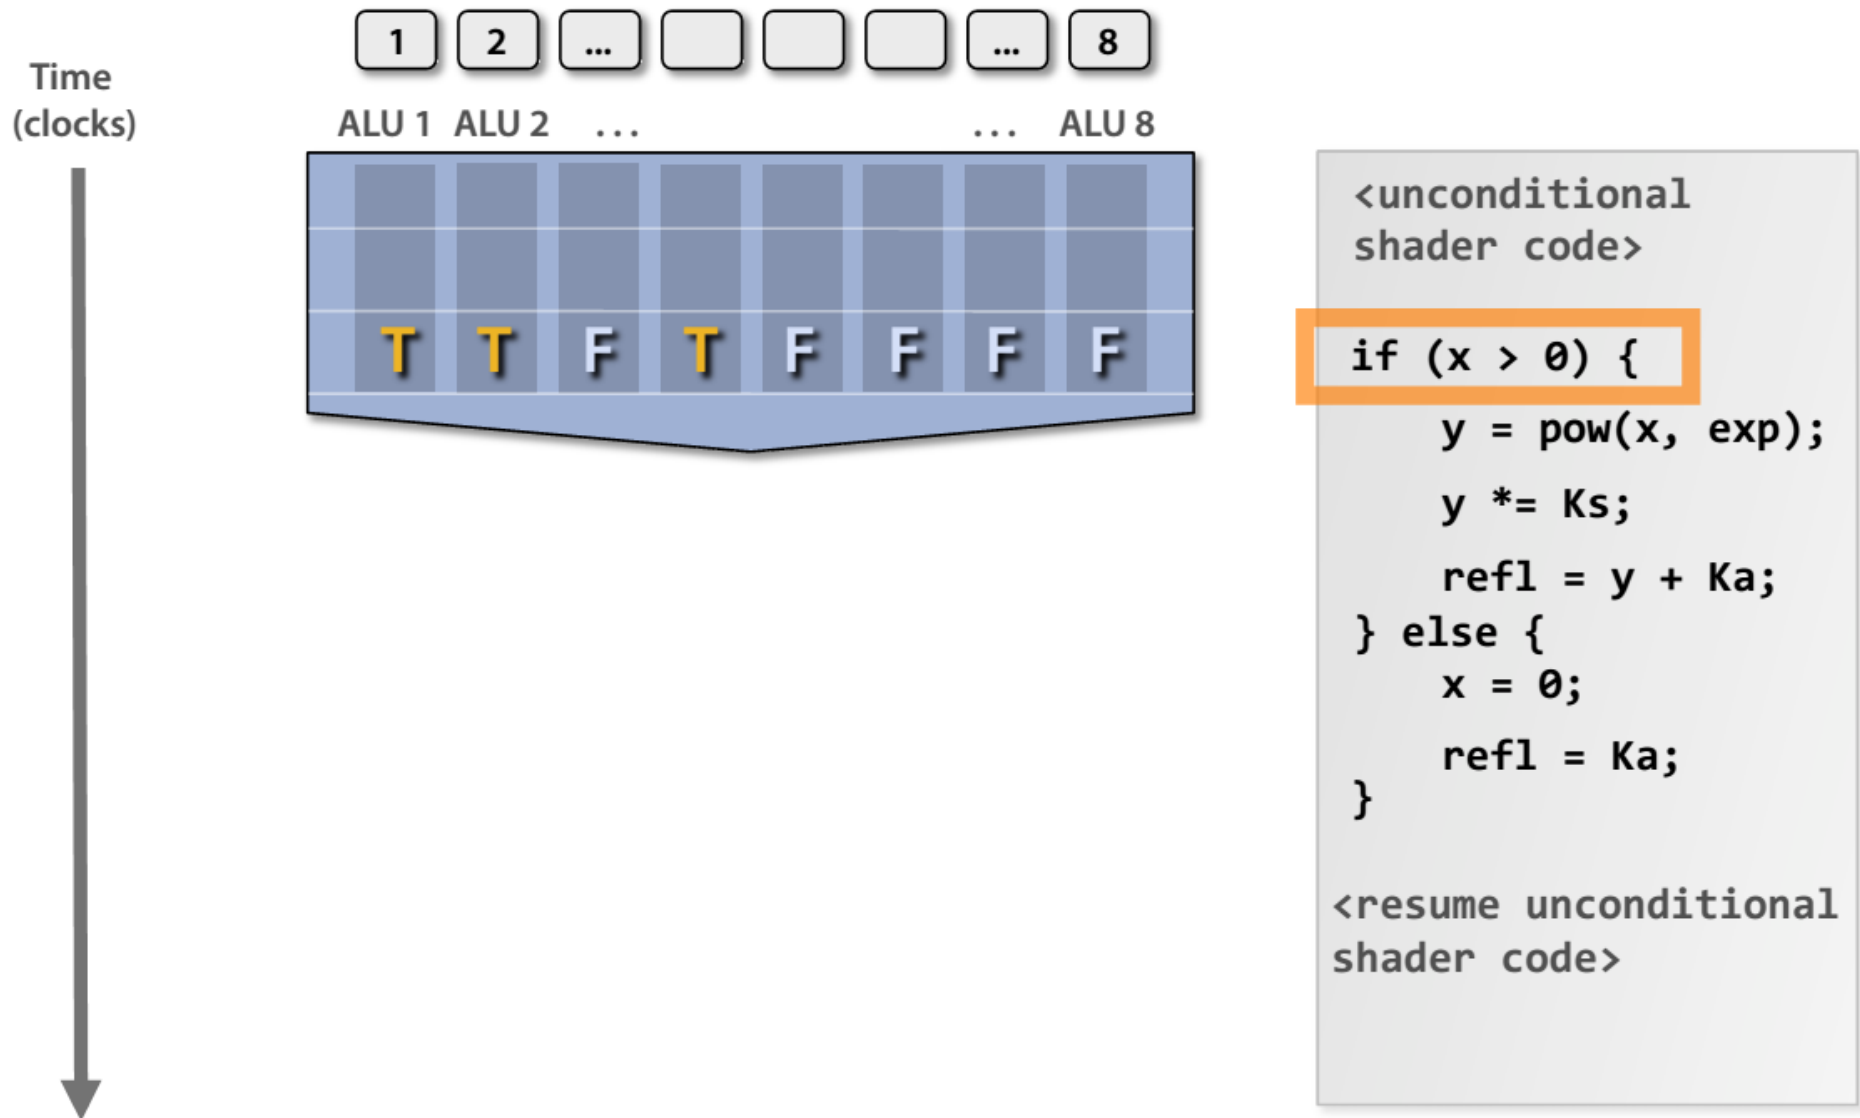 1 2 ... ... 8
Time
(clocks)
ALU 1 ALU 2 ... ... ALU 8
T T F T F F F F
<unconditional
shader code>
if (x > 0) {
y = pow(x, exp);
y *= Ks;
refl = y + Ka;
} else {
x = 0;
refl = Ka;
}
<resume unconditional
shader code>